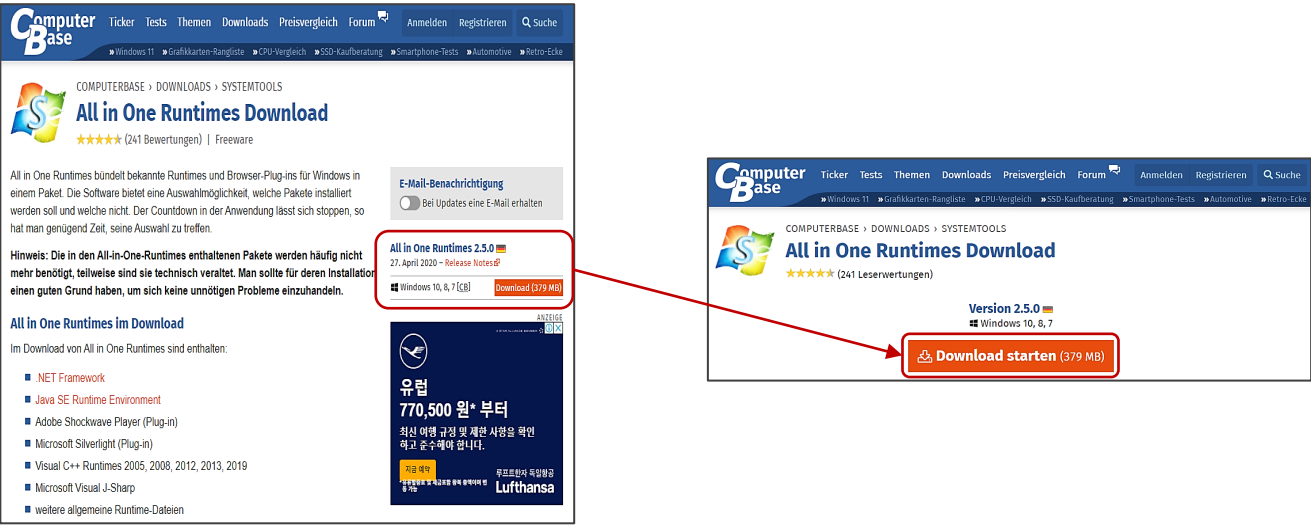 ComputerBase
Ticker Tests Themen Downloads Preisvergleich Forum Anmelden Registrieren Suche
»Windows 11 »Grafikkarten-Rangliste »CPU-Vergleich »SSD-Kaufberatung »Smartphone-Tests »Automotive »Retro-Ecke
COMPUTERBASE › DOWNLOADS › SYSTEMTOOLS
All in One Runtimes Download
(241 Bewertungen) | Freeware
All in One Runtimes bündelt bekannte Runtimes und Browser-Plug-ins für Windows in
einem Paket. Die Software bietet eine Auswahlmöglichkeit, welche Pakete installiert
werden soll und welche nicht. Der Countdown in der Anwendung lässt sich stoppen, so
hat man genügend Zeit, seine Auswahl zu treffen.
Hinweis: Die in den All-in-One-Runtimes enthaltenen Pakete werden häufig nicht
mehr benötigt, teilweise sind sie technisch veraltet. Man sollte für deren Installation
einen guten Grund haben, um sich keine unnötigen Probleme einzuhandeln.
All in One Runtimes im Download
Im Download von All in One Runtimes sind enthalten:
.NET Framework
Java SE Runtime Environment
Adobe Shockwave Player (Plug-in)
Microsoft Silverlight (Plug-in)
Visual C++ Runtimes 2005, 2008, 2012, 2013, 2019
Microsoft Visual J-Sharp
weitere allgemeine Runtime-Dateien
E-Mail-Benachrichtigung
Bei Updates eine E-Mail erhalten
All in One Runtimes 2.5.0
27. April 2020 – Release Notes
Windows 10, 8, 7 [CB] Download (379 MB)
ANZEIGE
유럽
770,500 원* 부터
최신 여행 규정 및 제한 사항을 확인
하고 준수해야 합니다.
지금 예약
루프트한자 독일항공
Lufthansa
ComputerBase
Ticker Tests Themen Downloads Preisvergleich Forum Anmelden Registrieren Suche
»Windows 11 »Grafikkarten-Rangliste »CPU-Vergleich »SSD-Kaufberatung »Smartphone-Tests »Automotive »Retro-Ecke
COMPUTERBASE › DOWNLOADS › SYSTEMTOOLS
All in One Runtimes Download
(241 Leserwertungen)
Version 2.5.0
Windows 10, 8, 7
Download starten (379 MB)